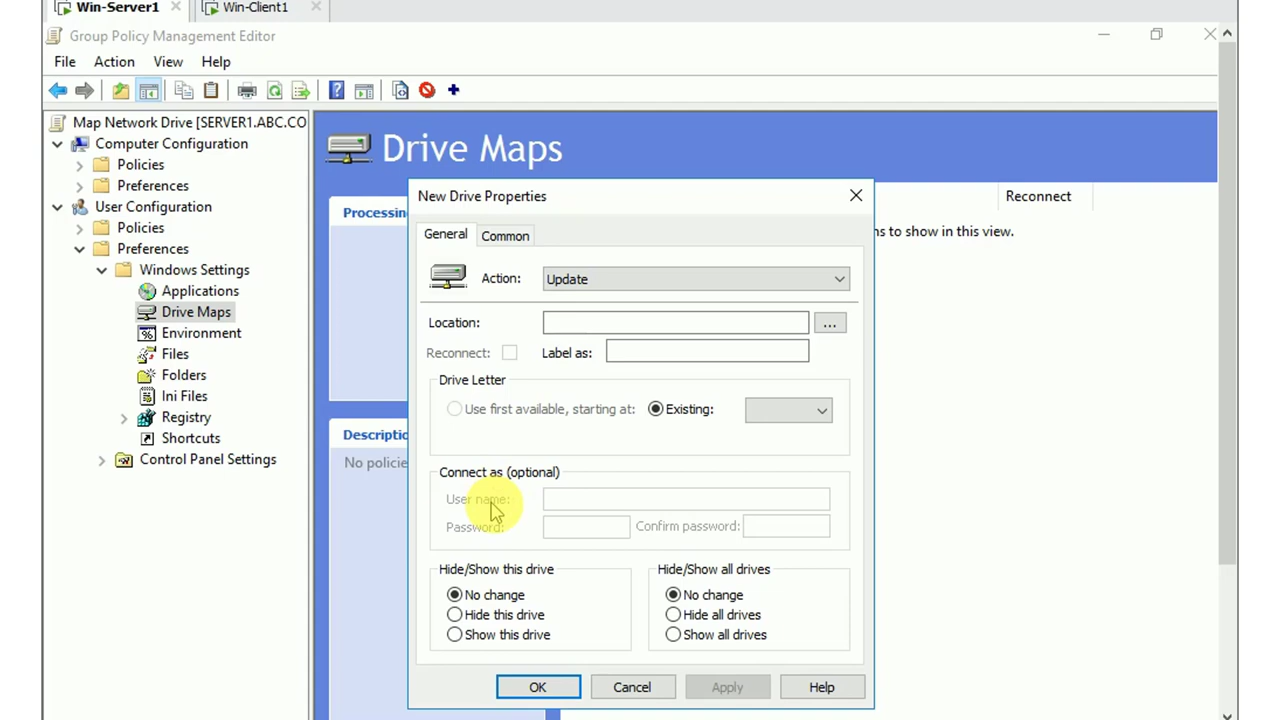 Win-Server1
Win-Client1
Group Policy Management Editor
File Action View Help
Map Network Drive [SERVER1.ABC.CO
Computer Configuration
Policies
Preferences
User Configuration
Policies
Preferences
Windows Settings
Applications
Drive Maps
Environment
Files
Folders
Ini Files
Registry
Shortcuts
Control Panel Settings
Drive Maps
Processin
Reconnect
ns to show in this view.
Descriptio
No policie
New Drive Properties
General Common
Action: Update
Location: ...
Reconnect: Label as:
Drive Letter
Use first available, starting at: Existing:
Connect as (optional)
User name:
Password: Confirm password:
Hide/Show this drive
No change
Hide this drive
Show this drive
Hide/Show all drives
No change
Hide all drives
Show all drives
OK Cancel Apply Help